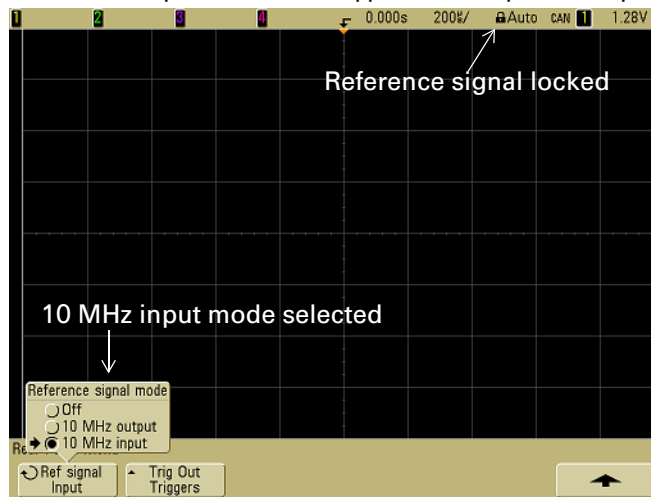 1 2 3 4 0.000s 200㎱/ Auto CAN 1 1.28V
Reference signal locked
10 MHz input mode selected
Reference signal mode
Off
10 MHz output
10 MHz input
Ref signal
Input
Trig Out
Triggers